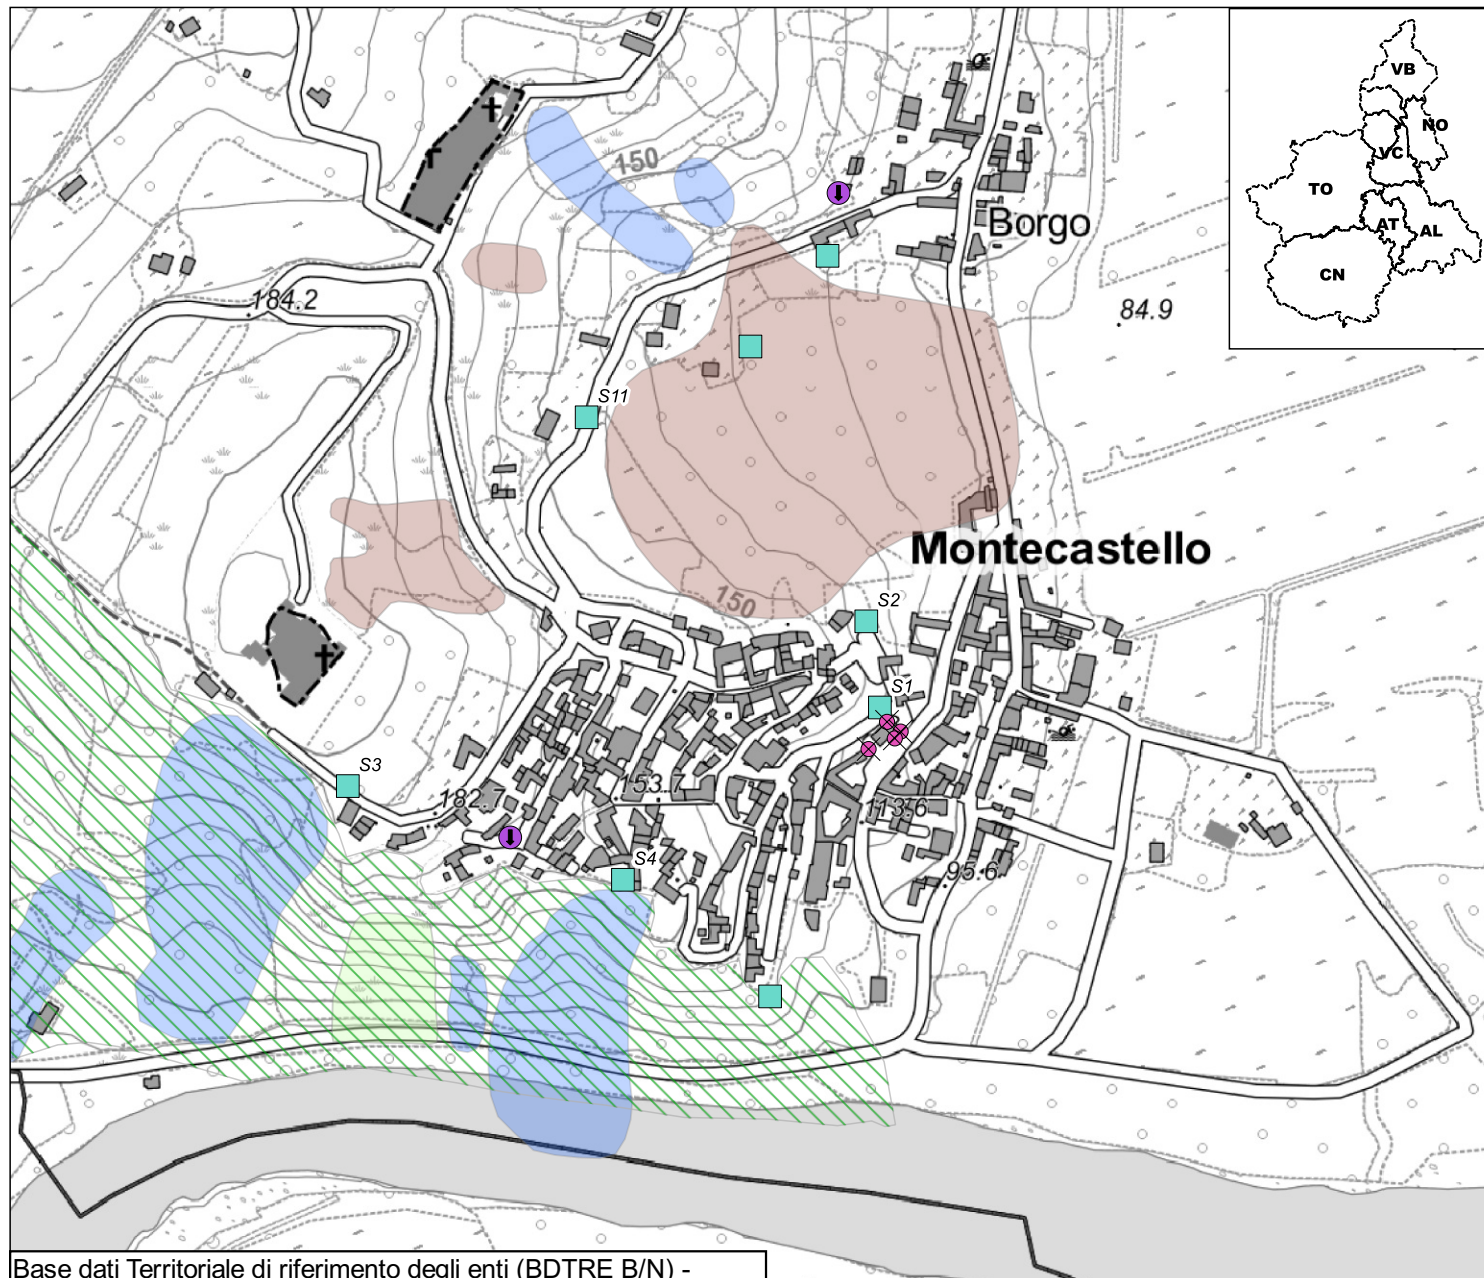 VB
NO
VC
TO
AT
AL
CN
150
Borgo
184.2
84.9
S11
Montecastello
150
S2
S1
S3
153.7
182.7
113.6
S4
95.6
Base dati Territoriale di riferimento degli enti (BDTRE B/N) -